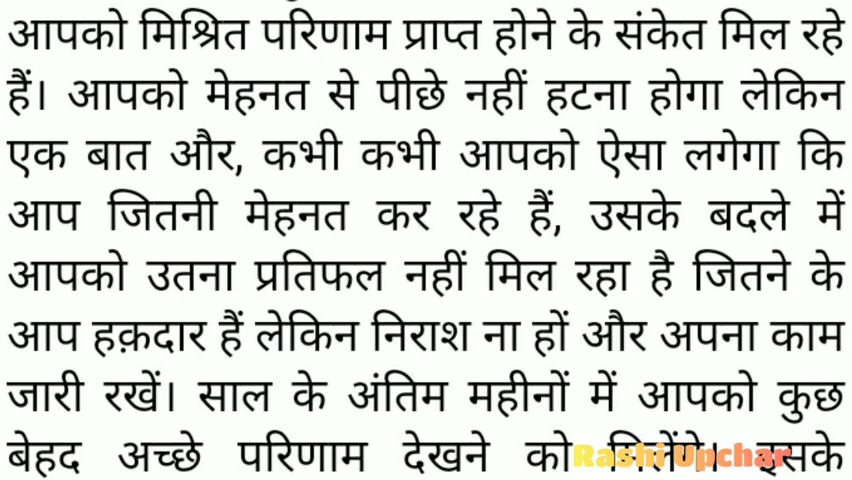 आपको मिश्रित परिणाम प्राप्त होने के संकेत मिल रहे
हैं। आपको मेहनत से पीछे नहीं हटना होगा लेकिन
एक बात और, कभी कभी आपको ऐसा लगेगा कि
आप जितनी मेहनत कर रहे हैं, उसके बदले में
आपको उतना प्रतिफल नहीं मिल रहा है जितने के
आप हक़दार हैं लेकिन निराश ना हों और अपना काम
जारी रखें। साल के अंतिम महीनों में आपको कुछ
बेहद अच्छे परिणाम देखने को मिलेंगे। इसके
Rashi Upchar